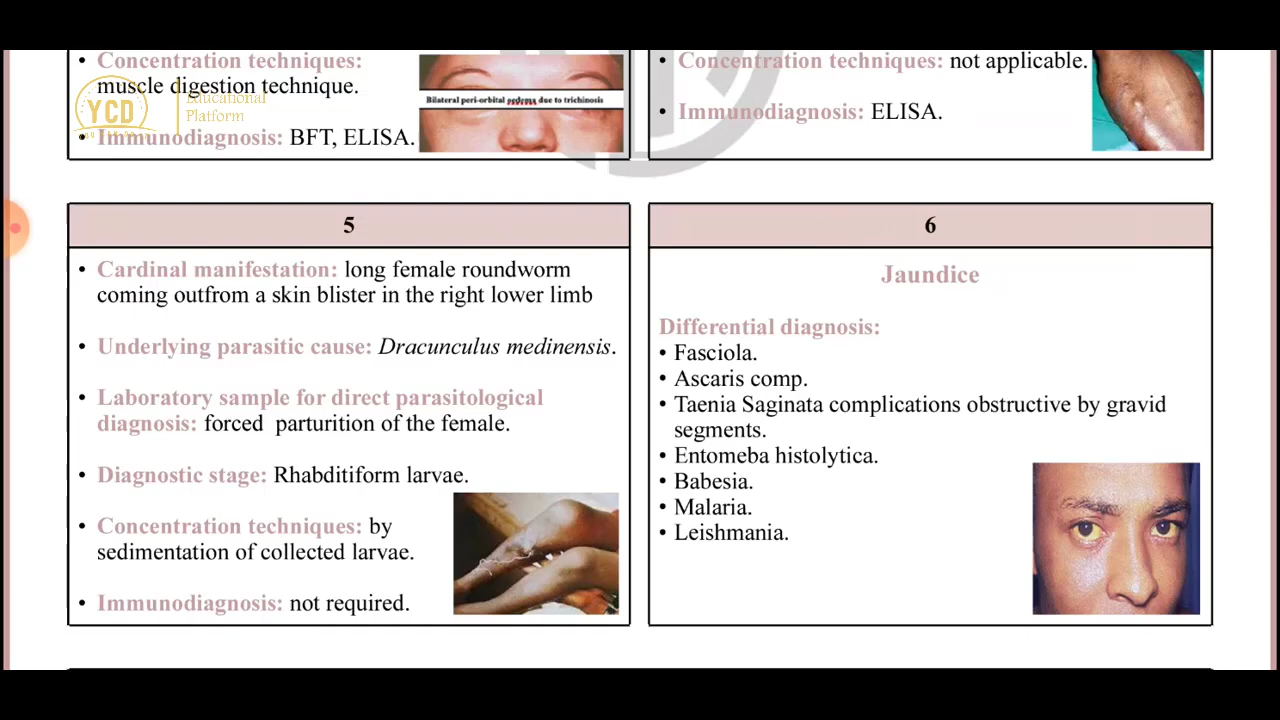 • Concentration techniques:
muscle digestion technique.
• Immunodiagnosis: BFT, ELISA.
Bilateral peri-orbital oedema due to trichinosis
YCD
Educational
Platform
• Concentration techniques: not applicable.
• Immunodiagnosis: ELISA.
5
• Cardinal manifestation: long female roundworm
coming outfrom a skin blister in the right lower limb
• Underlying parasitic cause: Dracunculus medinensis.
• Laboratory sample for direct parasitological
diagnosis: forced parturition of the female.
• Diagnostic stage: Rhabditiform larvae.
• Concentration techniques: by
sedimentation of collected larvae.
• Immunodiagnosis: not required.
6
Jaundice
Differential diagnosis:
• Fasciola.
• Ascaris comp.
• Taenia Saginata complications obstructive by gravid
segments.
• Entomeba histolytica.
• Babesia.
• Malaria.
• Leishmania.